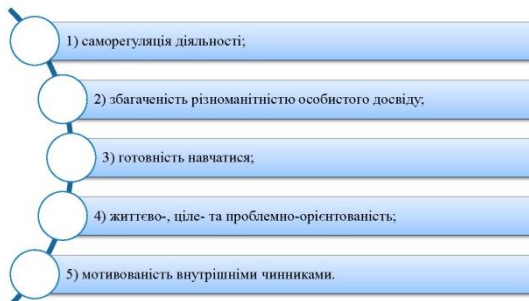 1) саморегуляція діяльності;
2) збагаченість різноманітністю особистого досвіду;
3) готовність навчатися;
4) життєво-, ціле- та проблемно-орієнтованість;
5) мотивованість внутрішніми чинниками.